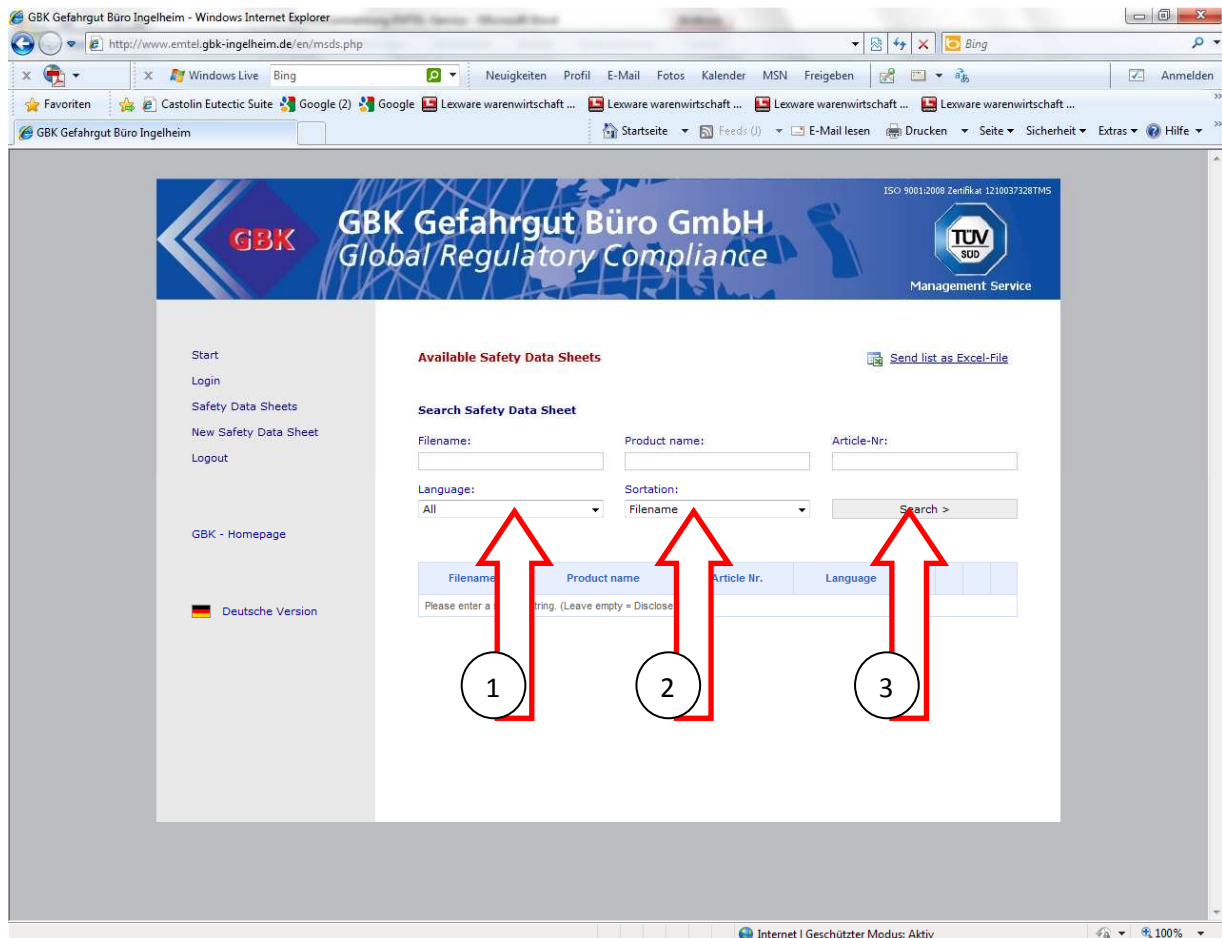 GBK Gefahrgut Büro Ingelheim - Windows Internet Explorer
http://www.emtel.gbk-ingelheim.de/en/msds.php
Bing
x x Windows Live Bing Neuigkeiten Profil E-Mail Fotos Kalender MSN Freigeben Anmelden
Favoriten Castolin Eutectic Suite Google (2) Google Lexware warenwirtschaft ... Lexware warenwirtschaft ... Lexware warenwirtschaft ... Lexware warenwirtschaft ...
GBK Gefahrgut Büro Ingelheim Startseite Feeds (J) E-Mail lesen Drucken Seite Sicherheit Extras Hilfe
ISO 9001:2008 Zertifikat 1210037328TMS
GBK
GBK Gefahrgut Büro GmbH
Global Regulatory Compliance
TÜV
SÜD
Management Service
Start
Login
Safety Data Sheets
New Safety Data Sheet
Logout
GBK - Homepage
Deutsche Version
Available Safety Data Sheets
Send list as Excel-File
Search Safety Data Sheet
Filename: Product name: Article-Nr:
Language: Sortation:
All Filename Search >
Filename Product name Article Nr. Language
Please enter a string. (Leave empty = Disclose
1 2 3
Internet | Geschützter Modus: Aktiv 100%